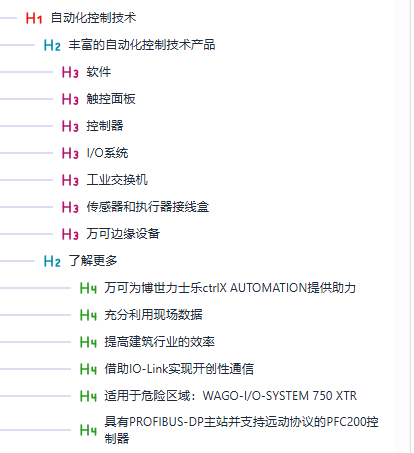 H1 自动化控制技术
H2 丰富的自动化控制技术产品
H3 软件
H3 触控面板
H3 控制器
H3 I/O系统
H3 工业交换机
H3 传感器和执行器接线盒
H3 万可边缘设备
H2 了解更多
H4 万可为博世力士乐ctrlX AUTOMATION提供助力
H4 充分利用现场数据
H4 提高建筑行业的效率
H4 借助IO-Link实现开创性通信
H4 适用于危险区域：WAGO-I/O-SYSTEM 750 XTR
H4 具有PROFIBUS-DP主站并支持远动协议的PFC200控
制器